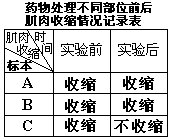 药物处理不同部位前后
肌肉收缩情况记录表
肌肉收缩 时间 标本 实验前 实验后
A 收缩 收缩
B 收缩 收缩
C 收缩 不收缩